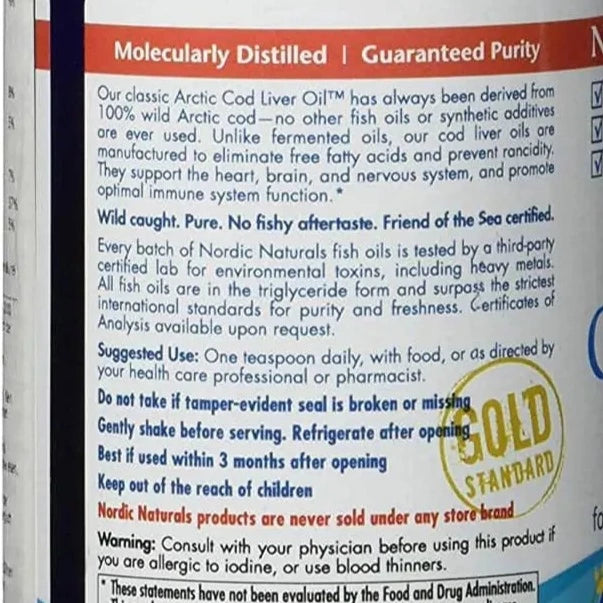 Molecularly Distilled | Guaranteed Purity
Our classic Arctic Cod Liver Oil™ has always been derived from
100% wild Arctic cod—no other fish oils or synthetic additives
are ever used. Unlike fermented oils, our cod liver oils are
manufactured to eliminate free fatty acids and prevent rancidity.
They support the heart, brain, and nervous system, and promote
optimal immune system function.*
Wild caught. Pure. No fishy aftertaste. Friend of the Sea certified.
Every batch of Nordic Naturals fish oils is tested by a third-party
certified lab for environmental toxins, including heavy metals.
All fish oils are in the triglyceride form and surpass the strictest
international standards for purity and freshness. Certificates of
Analysis available upon request.
Suggested Use: One teaspoon daily, with food, or as directed by
your health care professional or pharmacist.
Do not take if tamper-evident seal is broken or missing
Gently shake before serving. Refrigerate after opening
Best if used within 3 months after opening
Keep out of the reach of children
GOLD
STANDARD
Nordic Naturals products are never sold under any store brand
Warning: Consult with your physician before using this product if
you are allergic to iodine, or use blood thinners.
* These statements have not been evaluated by the Food and Drug Administration.